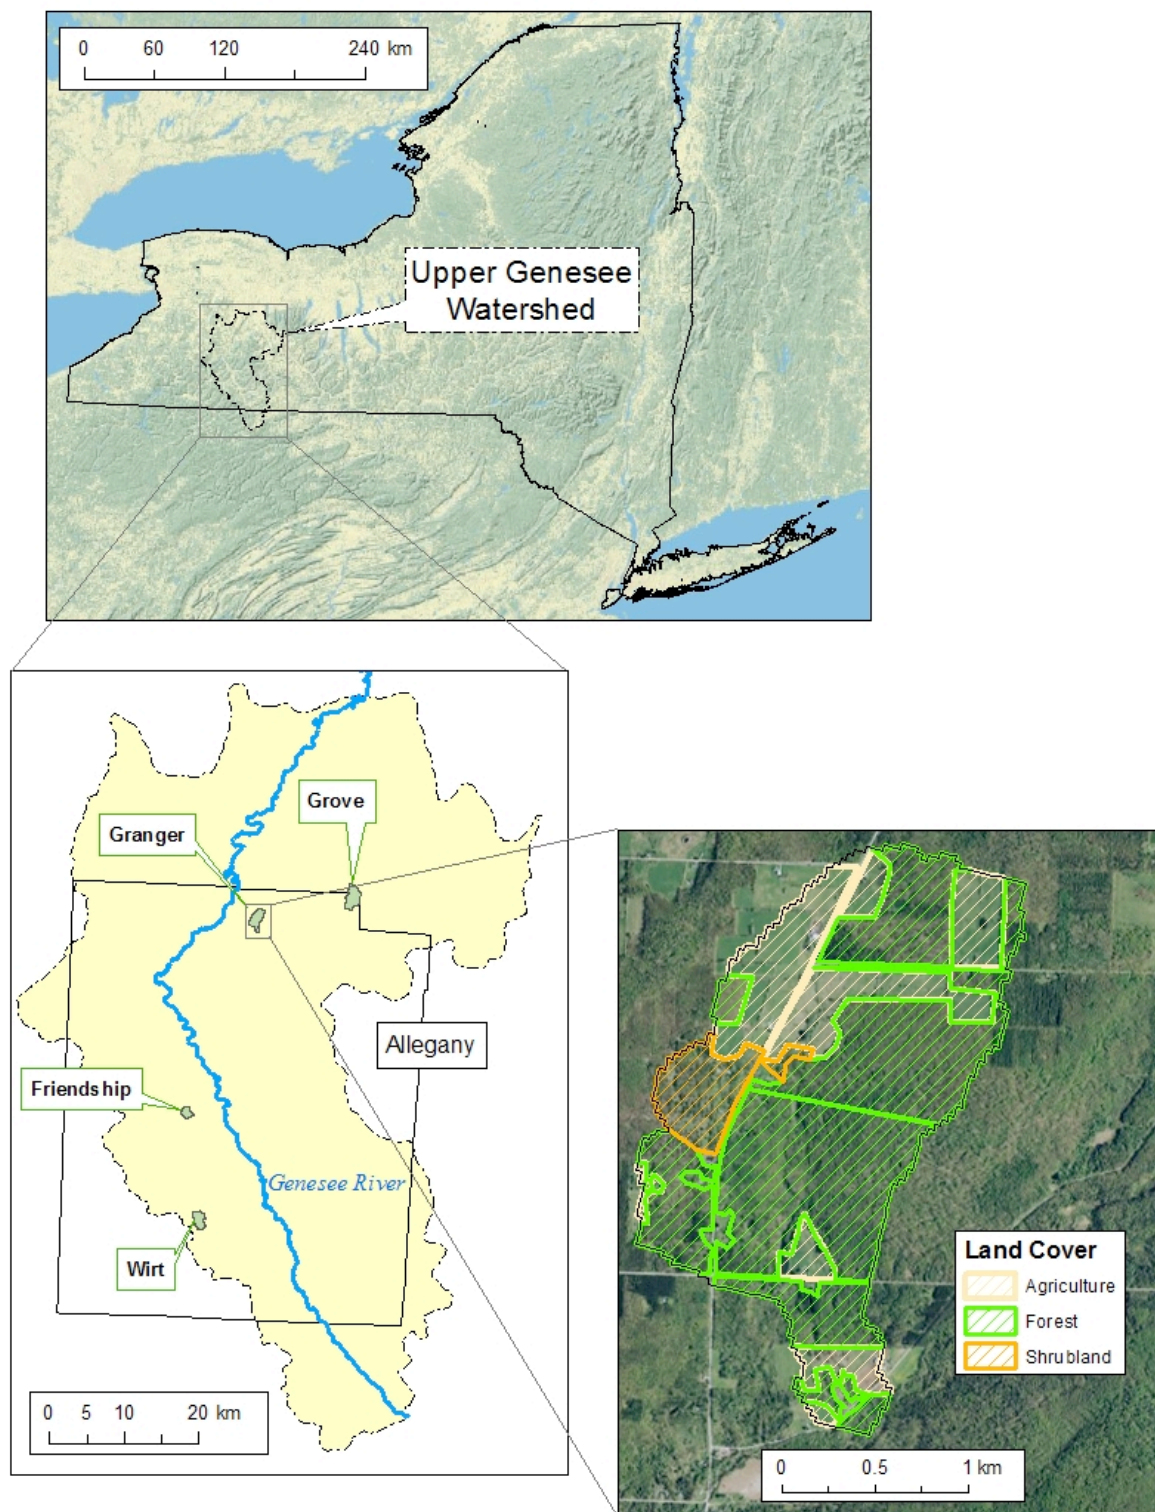 0 60 120 240 km
Upper Genesee
Watershed
Grove
Granger
Allegany
Friendship
Genesee River
Wirt
0 5 10 20 km
Land Cover
Agriculture
Forest
Shrubland
0 0.5 1 km